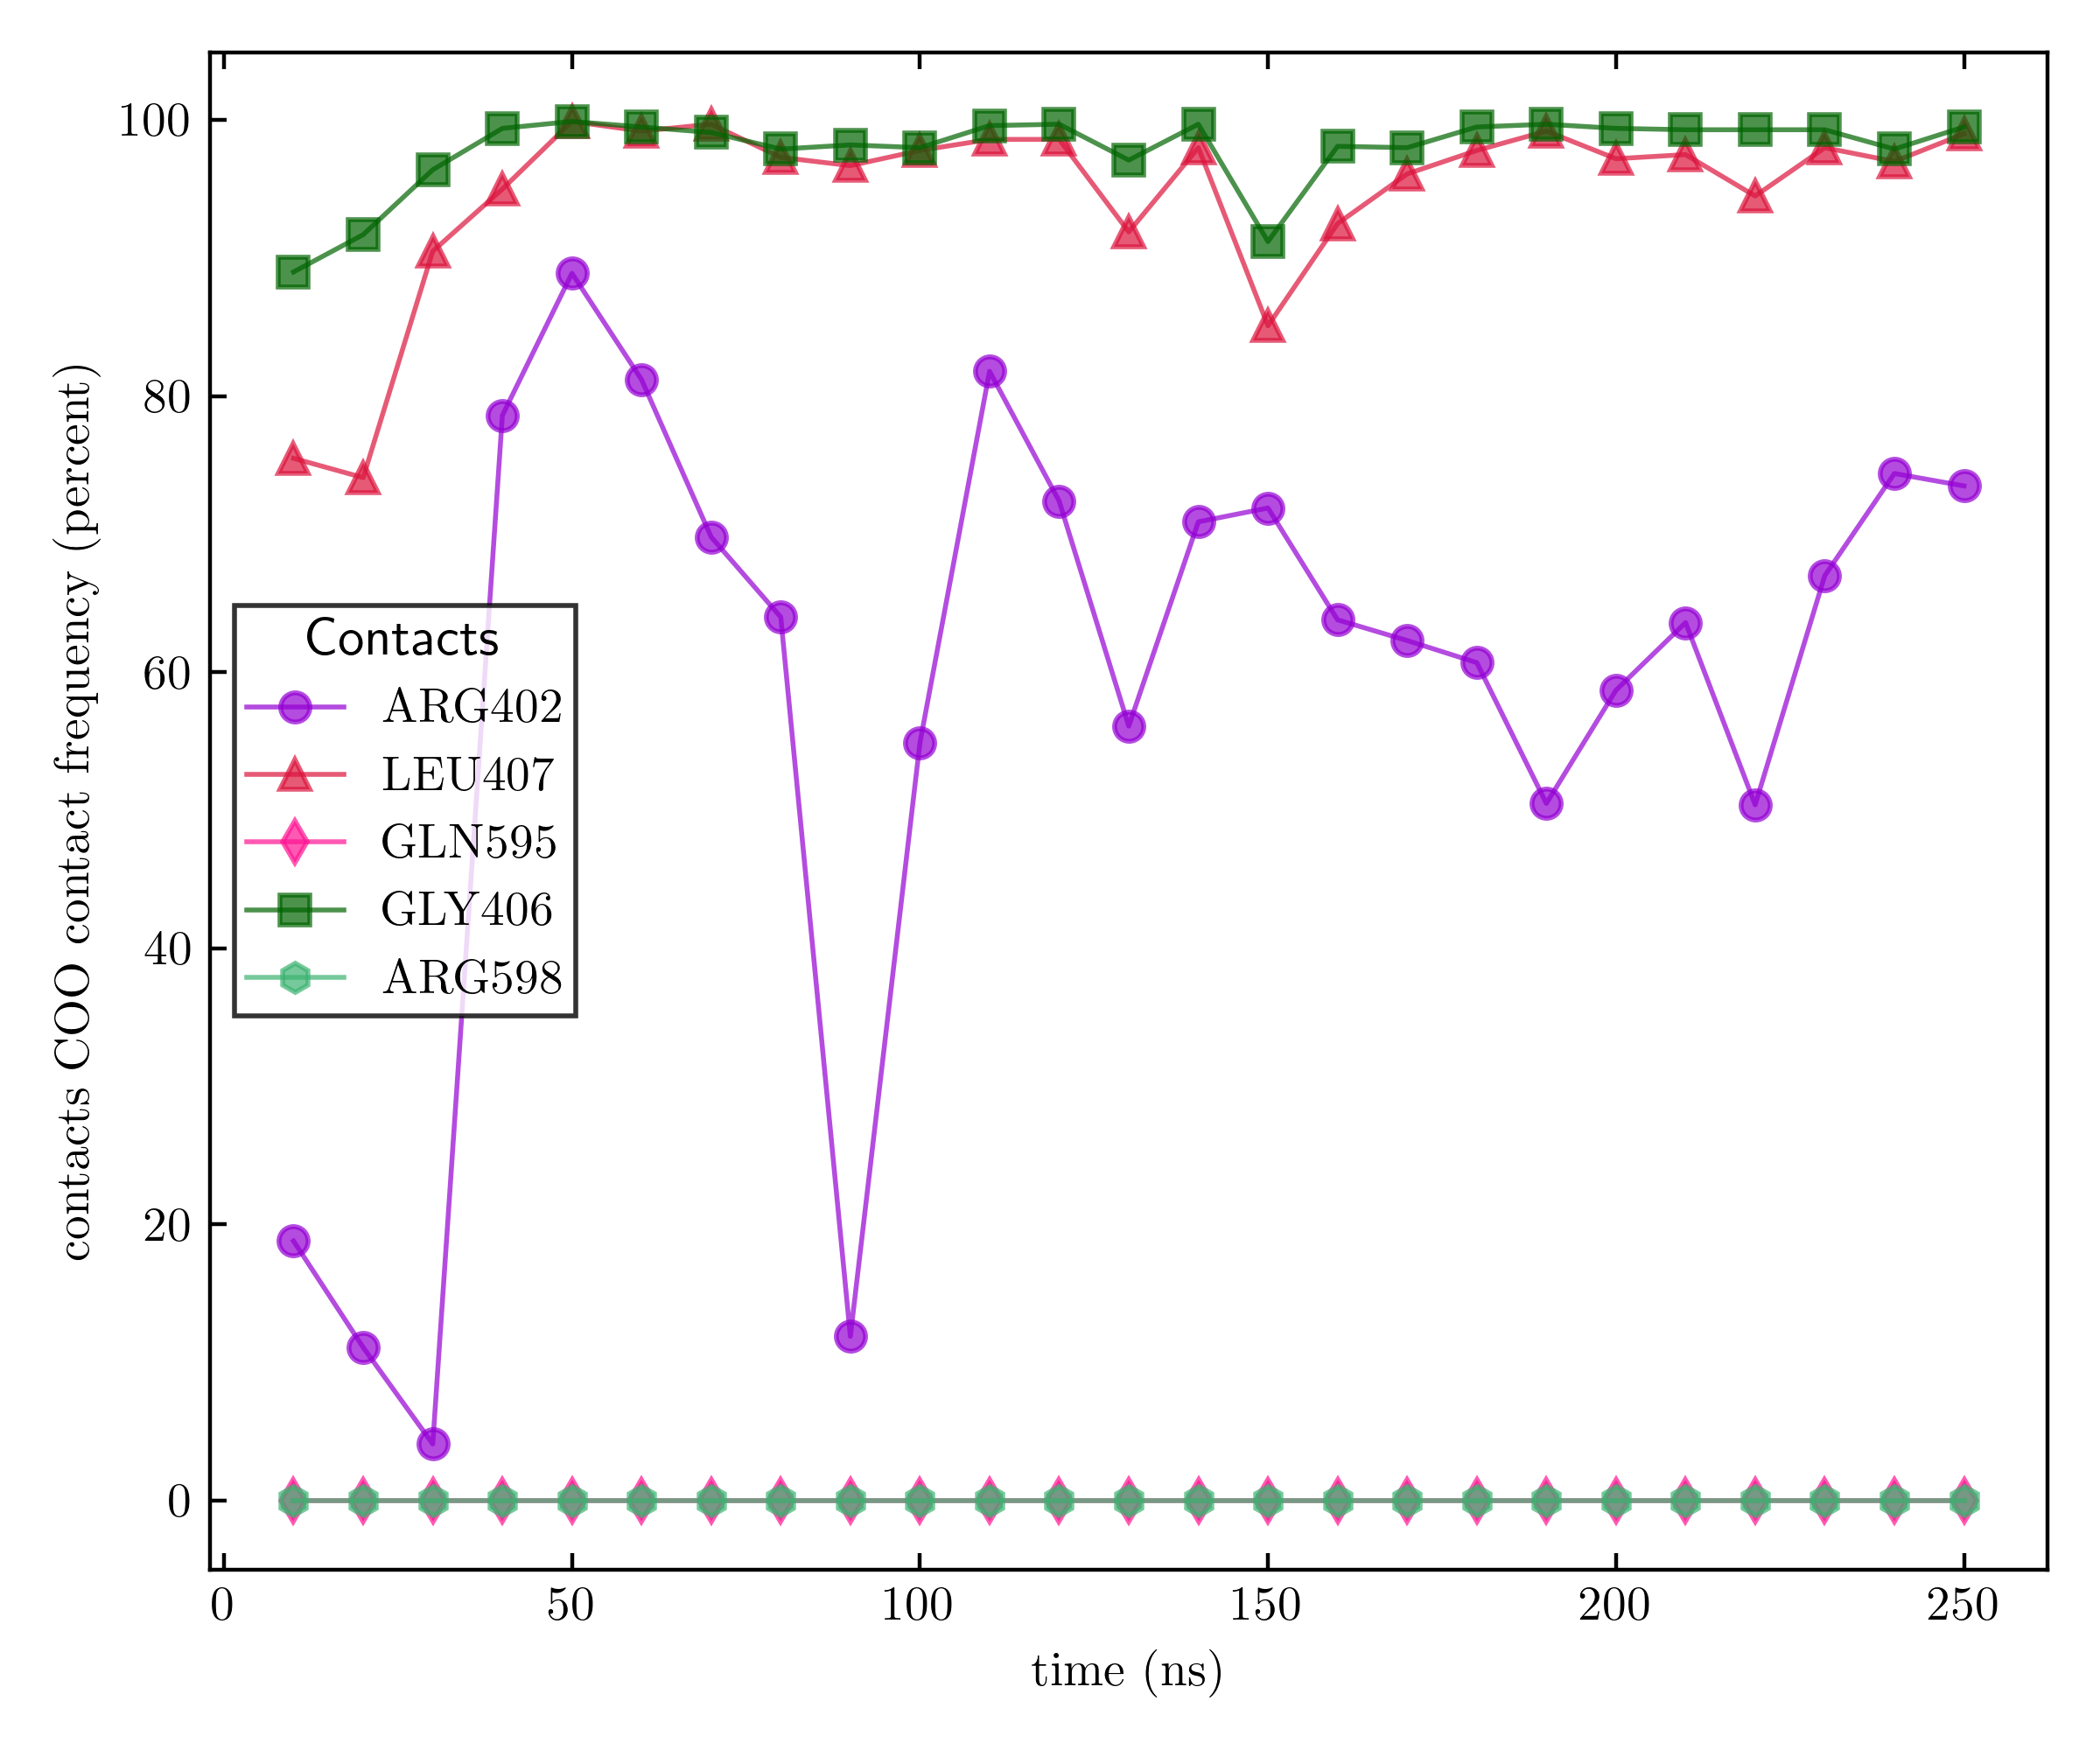 contacts COO contact frequency (percent)
100
80
60
40
20
0
Contacts
ARG402
LEU407
GLN595
GLY406
ARG598
0 50 100 150 200 250
time (ns)